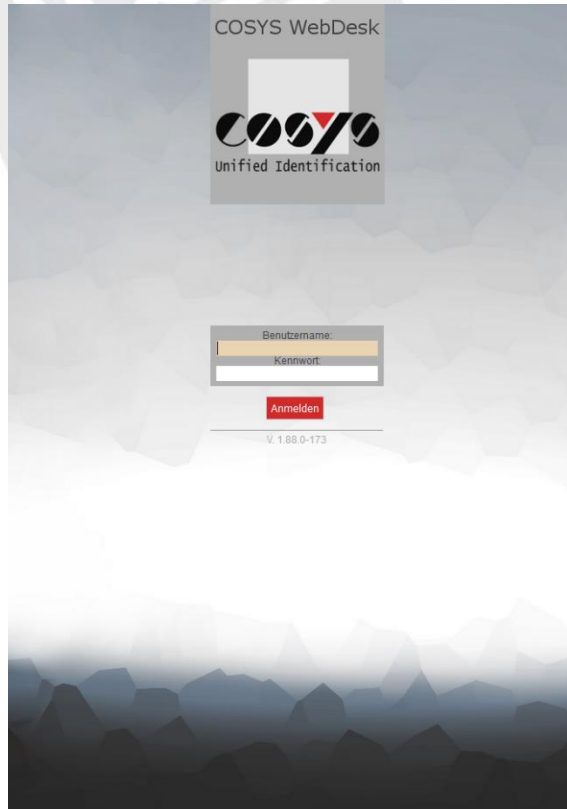 COSYS WebDesk
COSYS
Unified Identification
Benutzername:
Kennwort:
Anmelden
V. 1.88.0-173